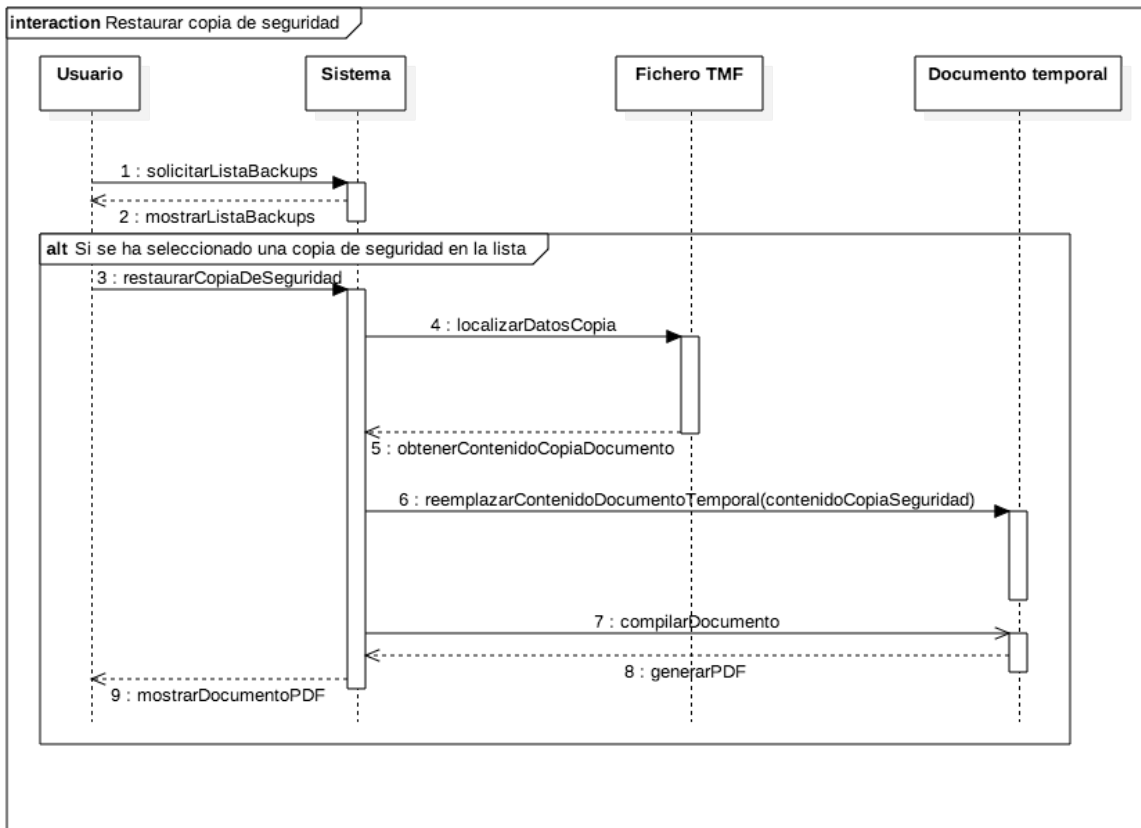 interaction Restaurar copia de seguridad
Usuario
Sistema
Fichero TMF
Documento temporal
1 : solicitarListaBackups
2 : mostrarListaBackups
alt Si se ha seleccionado una copia de seguridad en la lista
3 : restaurarCopiaDeSeguridad
4 : localizarDatosCopia
5 : obtenerContenidoCopiaDocumento
6 : reemplazarContenidoDocumentoTemporal(contenidoCopiaSeguridad)
7 : compilarDocumento
8 : generarPDF
9 : mostrarDocumentoPDF